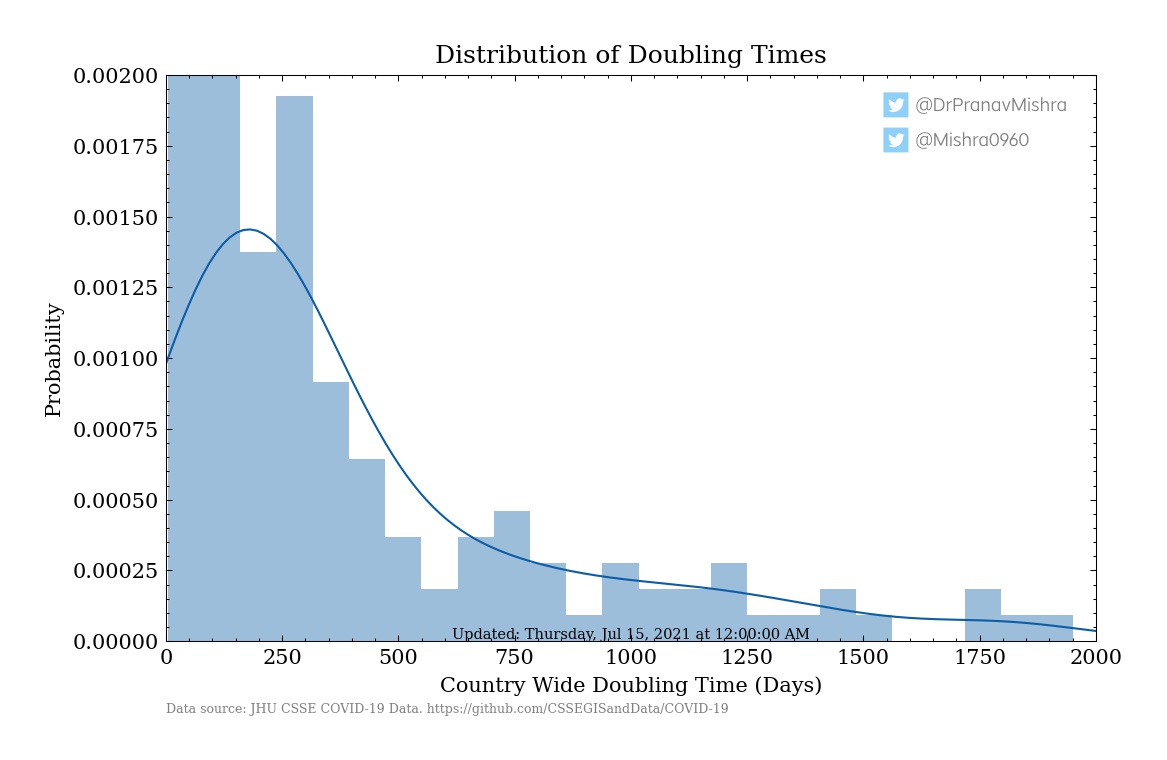 Distribution of Doubling Times
@DrPranavMishra
@Mishra0960
0.00200
0.00175
0.00150
0.00125
0.00100
0.00075
0.00050
0.00025
0.00000
Probability
Updated: Thursday, Jul 15, 2021 at 12:00:00 AM
0 250 500 750 1000 1250 1500 1750 2000
Country Wide Doubling Time (Days)
Data source: JHU CSSE COVID-19 Data. https://github.com/CSSEGISandData/COVID-19